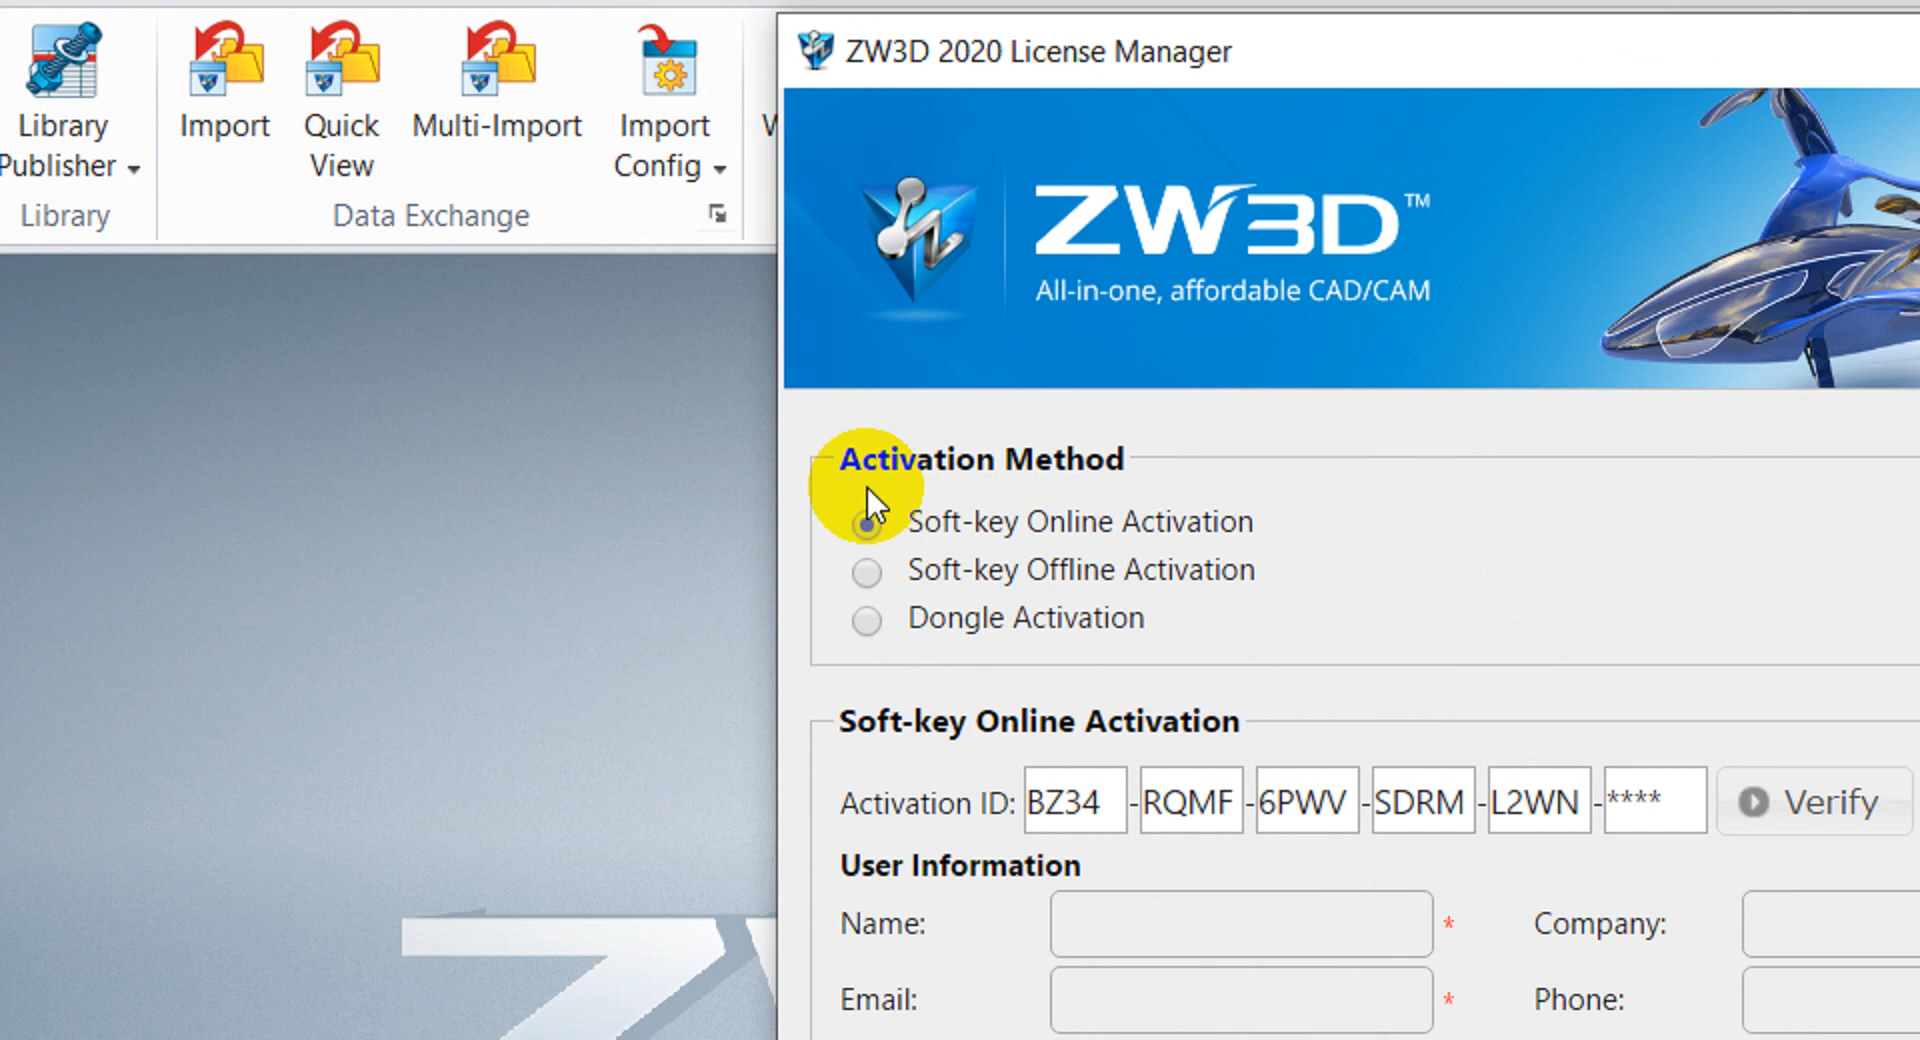 Library
Publisher
Import
Quick
View
Multi-Import
Import
Config
Library
Data Exchange
ZW3D 2020 License Manager
ZW3D™
All-in-one, affordable CAD/CAM
Activation Method
Soft-key Online Activation
Soft-key Offline Activation
Dongle Activation
Soft-key Online Activation
Activation ID: BZ34 -RQMF -6PWV -SDRM -L2WN -**** Verify
User Information
Name: * Company:
Email: * Phone: